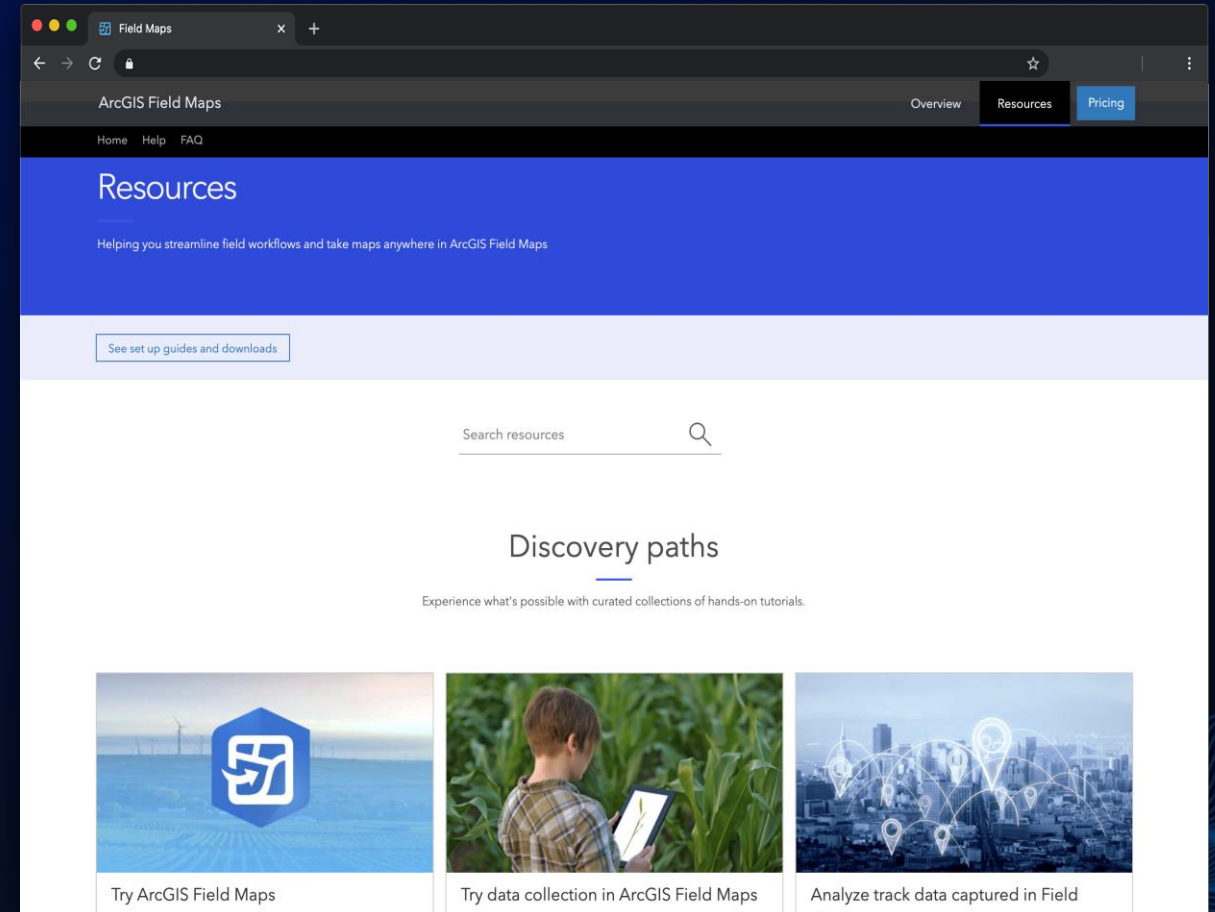 Field Maps
ArcGIS Field Maps
Overview
Resources
Pricing
Home Help FAQ
Resources
Helping you streamline field workflows and take maps anywhere in ArcGIS Field Maps
See set up guides and downloads
Search resources
Discovery paths
Experience what's possible with curated collections of hands-on tutorials.
Try ArcGIS Field Maps
Try data collection in ArcGIS Field Maps
Analyze track data captured in Field